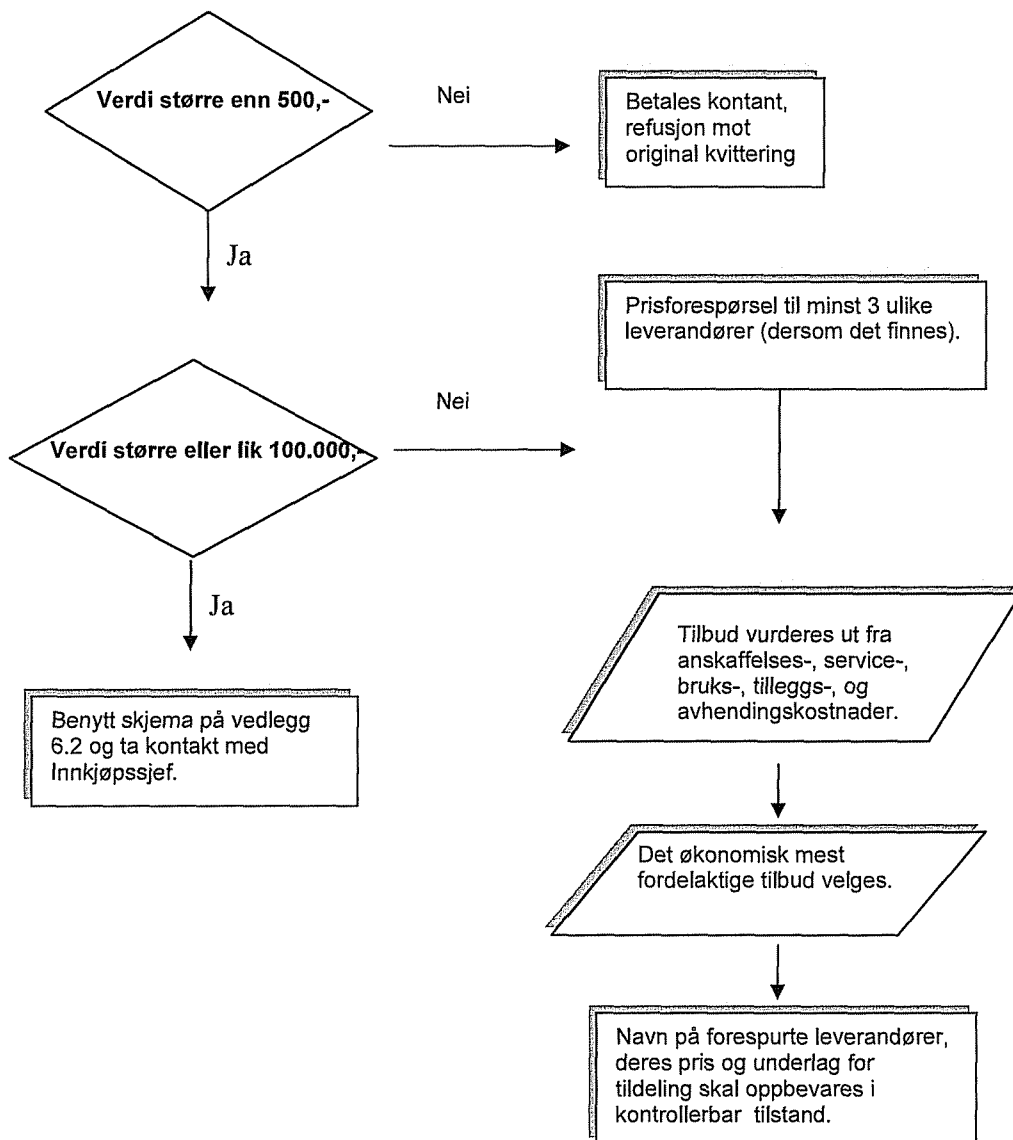 Verdi større enn 500,-
Nei
Betales kontant,
refusjon mot
original kvittering
Ja
Prisforespørsel til minst 3 ulike
leverandører (dersom det finnes).
Verdi større eller lik 100.000,-
Nei
Ja
Benytt skjema på vedlegg
6.2 og ta kontakt med
Innkjøpssjef.
Tilbud vurderes ut fra
anskaffelses-, service-,
bruks-, tilleggs-, og
avhendingskostnader.
Det økonomisk mest
fordelaktige tilbud velges.
Navn på forespurte leverandører,
deres pris og underlag for
tildeling skal oppbevares i
kontrollerbar tilstand.